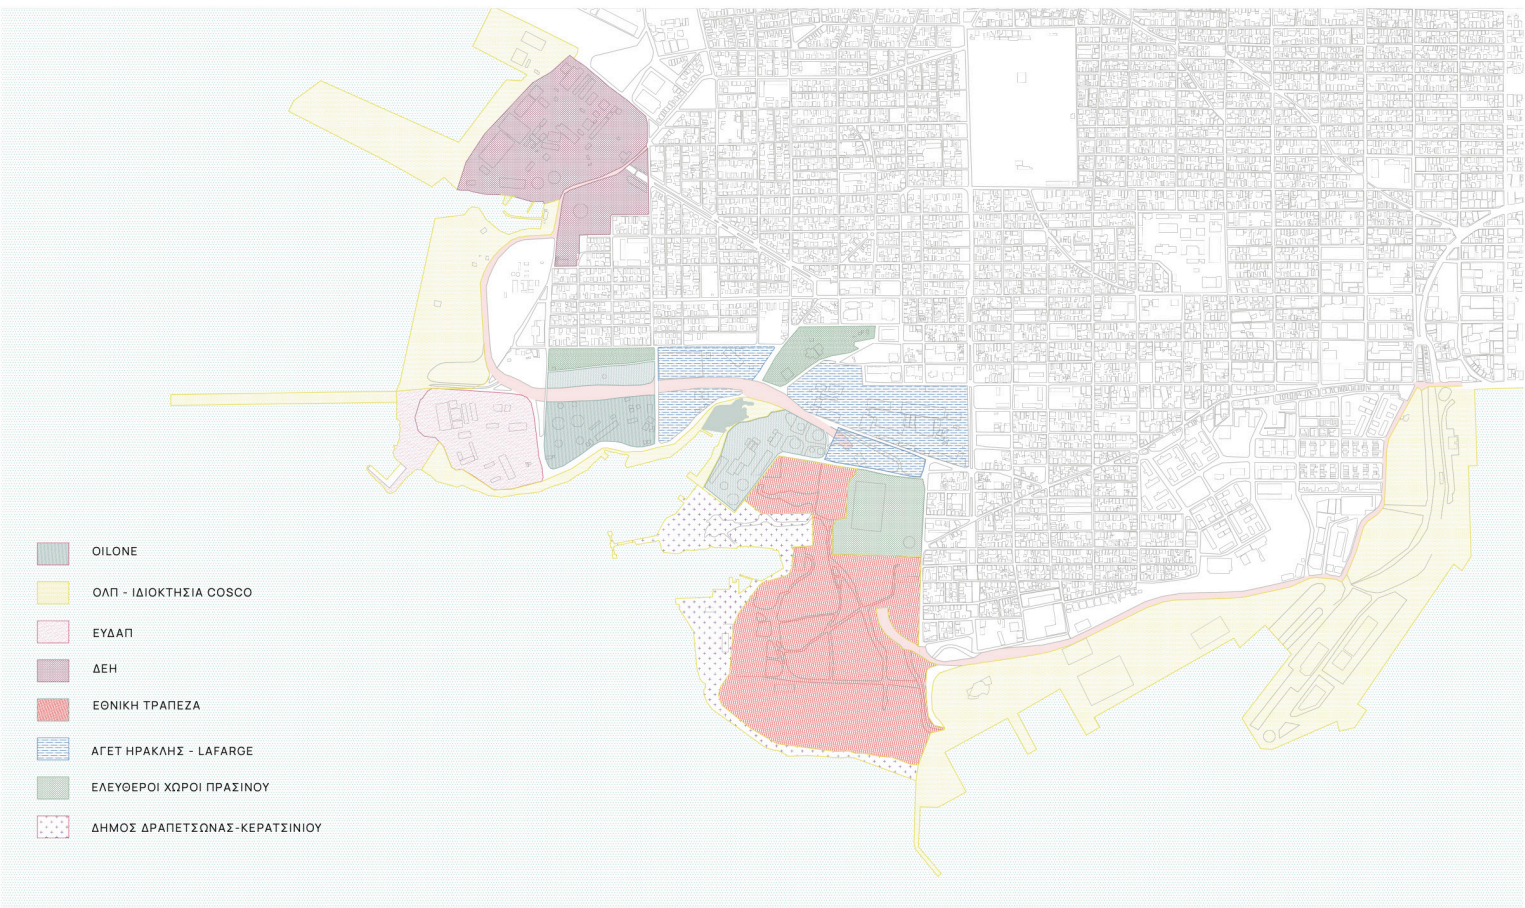 OILONE
ΟΛΠ - ΙΔΙΟΚΤΗΣΙΑ COSCO
ΕΥΔΑΠ
ΔΕΗ
ΕΘΝΙΚΗ ΤΡΑΠΕΖΑ
ΑΓΕΤ ΗΡΑΚΛΗΣ - LAFARGE
ΕΛΕΥΘΕΡΟΙ ΧΩΡΟΙ ΠΡΑΣΙΝΟΥ
ΔΗΜΟΣ ΔΡΑΠΕΤΣΩΝΑΣ-ΚΕΡΑΤΣΙΝΙΟΥ